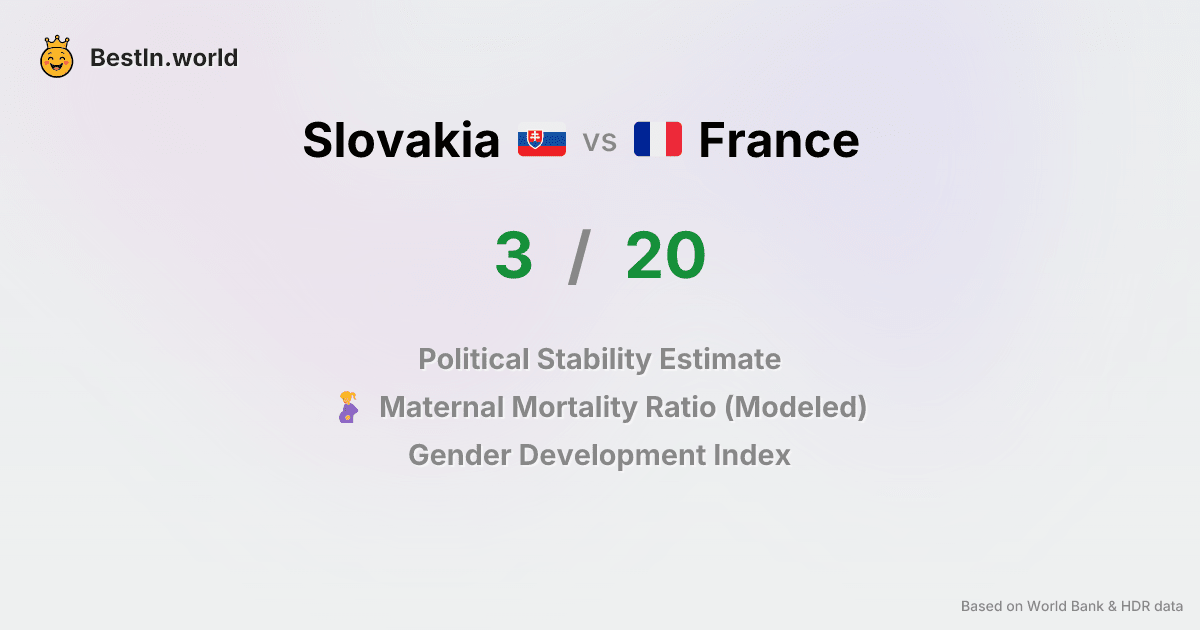 BestIn.world
Slovakia vs France
3 / 20
Political Stability Estimate
Maternal Mortality Ratio (Modeled)
Gender Development Index
Based on World Bank & HDR data